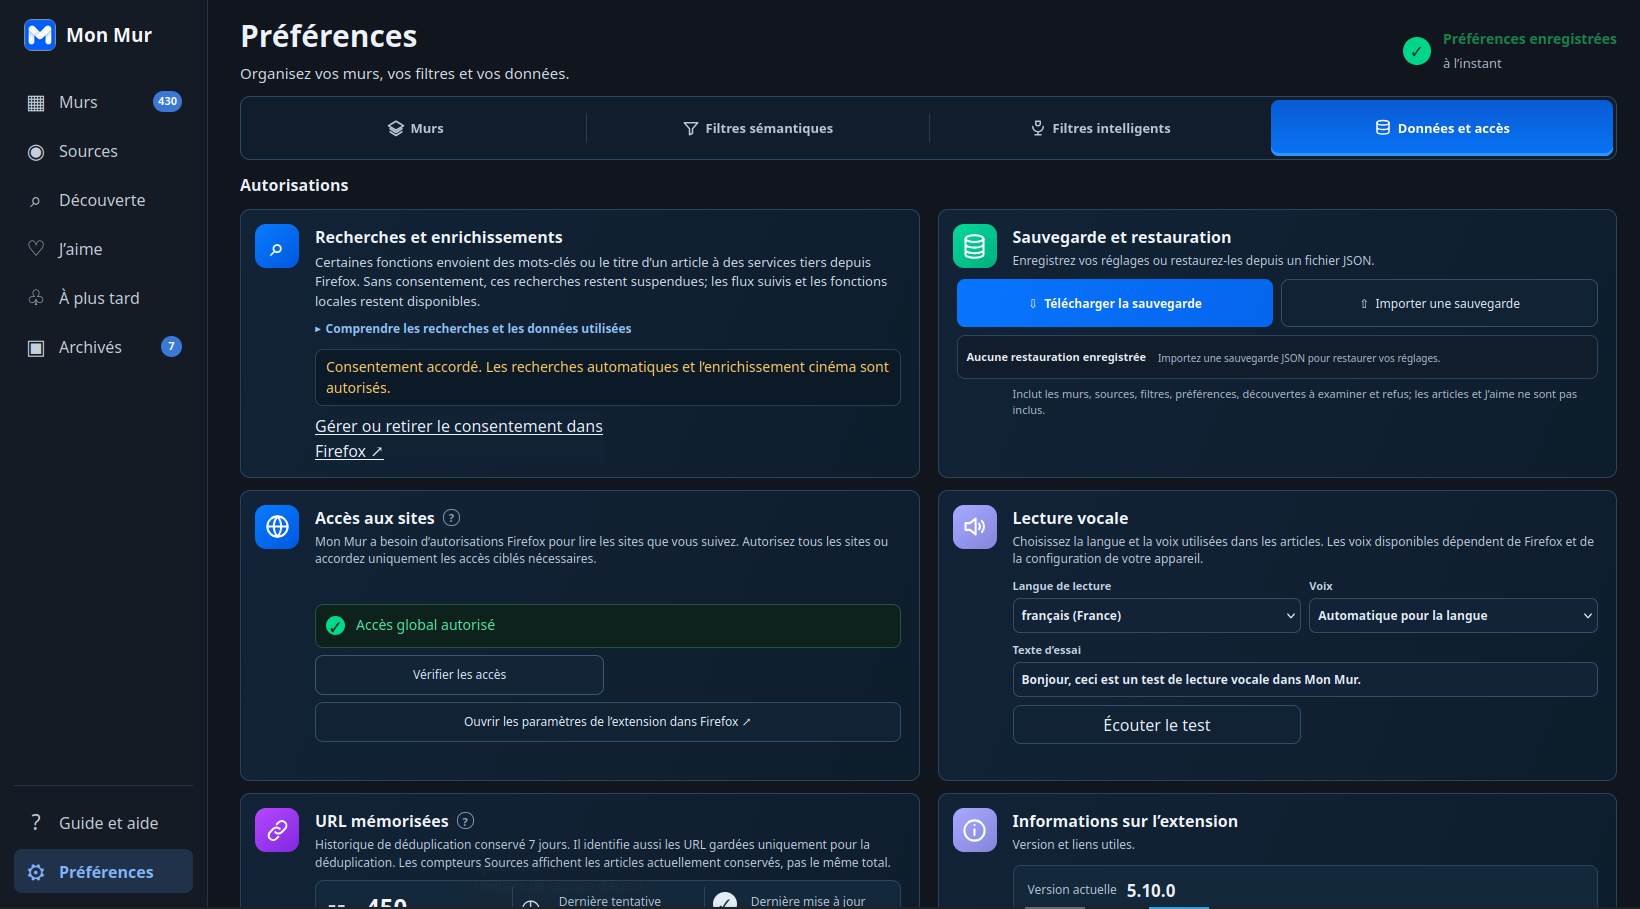 Mon Mur
Murs 430
Sources
Découverte
J’aime
À plus tard
Archivés 7
? Guide et aide
Préférences
Préférences
Organisez vos murs, vos filtres et vos données.
Préférences enregistrées
à l’instant
Murs
Filtres sémantiques
Filtres intelligents
Données et accès
Autorisations
Recherches et enrichissements
Certaines fonctions envoient des mots-clés ou le titre d’un article à des services tiers depuis
Firefox. Sans consentement, ces recherches restent suspendues; les flux suivis et les fonctions
locales restent disponibles.
▸ Comprendre les recherches et les données utilisées
Consentement accordé. Les recherches automatiques et l’enrichissement cinéma sont
autorisés.
Gérer ou retirer le consentement dans
Firefox ↗
Sauvegarde et restauration
Enregistrez vos réglages ou restaurez-les depuis un fichier JSON.
⇩ Télécharger la sauvegarde
⇧ Importer une sauvegarde
Aucune restauration enregistrée Importez une sauvegarde JSON pour restaurer vos réglages.
Inclut les murs, sources, filtres, préférences, découvertes à examiner et refus; les articles et J’aime ne sont pas
inclus.
Accès aux sites ?
Mon Mur a besoin d’autorisations Firefox pour lire les sites que vous suivez. Autorisez tous les sites ou
accordez uniquement les accès ciblés nécessaires.
Accès global autorisé
Vérifier les accès
Ouvrir les paramètres de l’extension dans Firefox ↗
Lecture vocale
Choisissez la langue et la voix utilisées dans les articles. Les voix disponibles dépendent de Firefox et de
la configuration de votre appareil.
Langue de lecture
Voix
français (France)
Automatique pour la langue
Texte d’essai
Bonjour, ceci est un test de lecture vocale dans Mon Mur.
Écouter le test
URL mémorisées ?
Historique de déduplication conservé 7 jours. Il identifie aussi les URL gardées uniquement pour la
déduplication. Les compteurs Sources affichent les articles actuellement conservés, pas le même total.
450
Dernière tentative
Dernière mise à jour
Informations sur l’extension
Version et liens utiles.
Version actuelle 5.10.0